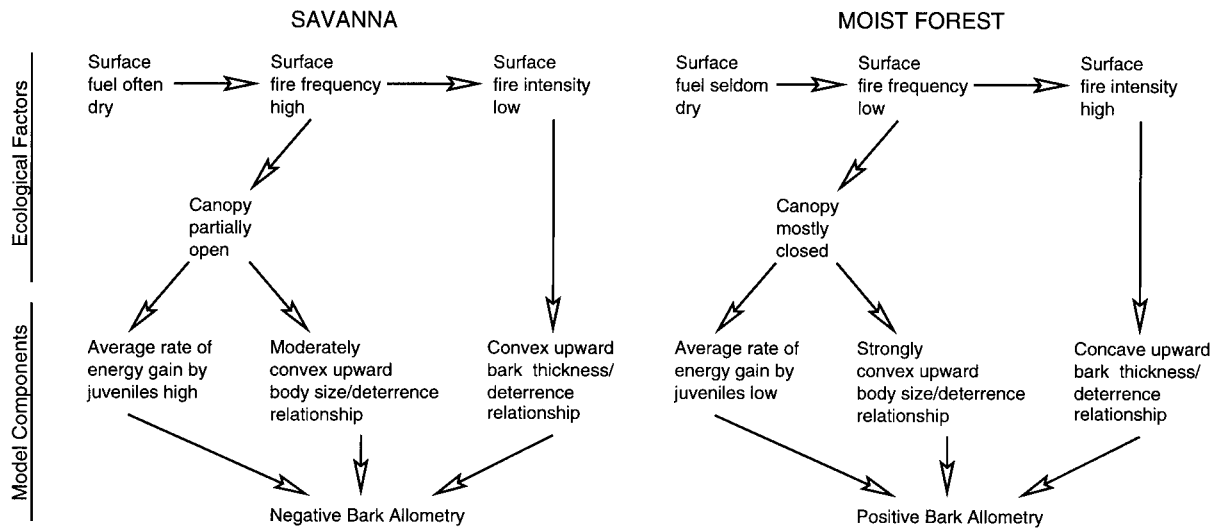 SAVANNA
Ecological Factors
Surface
fuel often
dry
Surface
fire frequency
high
Surface
fire intensity
low
Canopy
partially
open
Model Components
Average rate of
energy gain by
juveniles high
Moderately
convex upward
body size/deterrence
relationship
Convex upward
bark thickness/
deterrence
relationship
Negative Bark Allometry
MOIST FOREST
Surface
fuel seldom
dry
Surface
fire frequency
low
Surface
fire intensity
high
Canopy
mostly
closed
Average rate of
energy gain by
juveniles low
Strongly
convex upward
body size/deterrence
relationship
Concave upward
bark thickness/
deterrence
relationship
Positive Bark Allometry